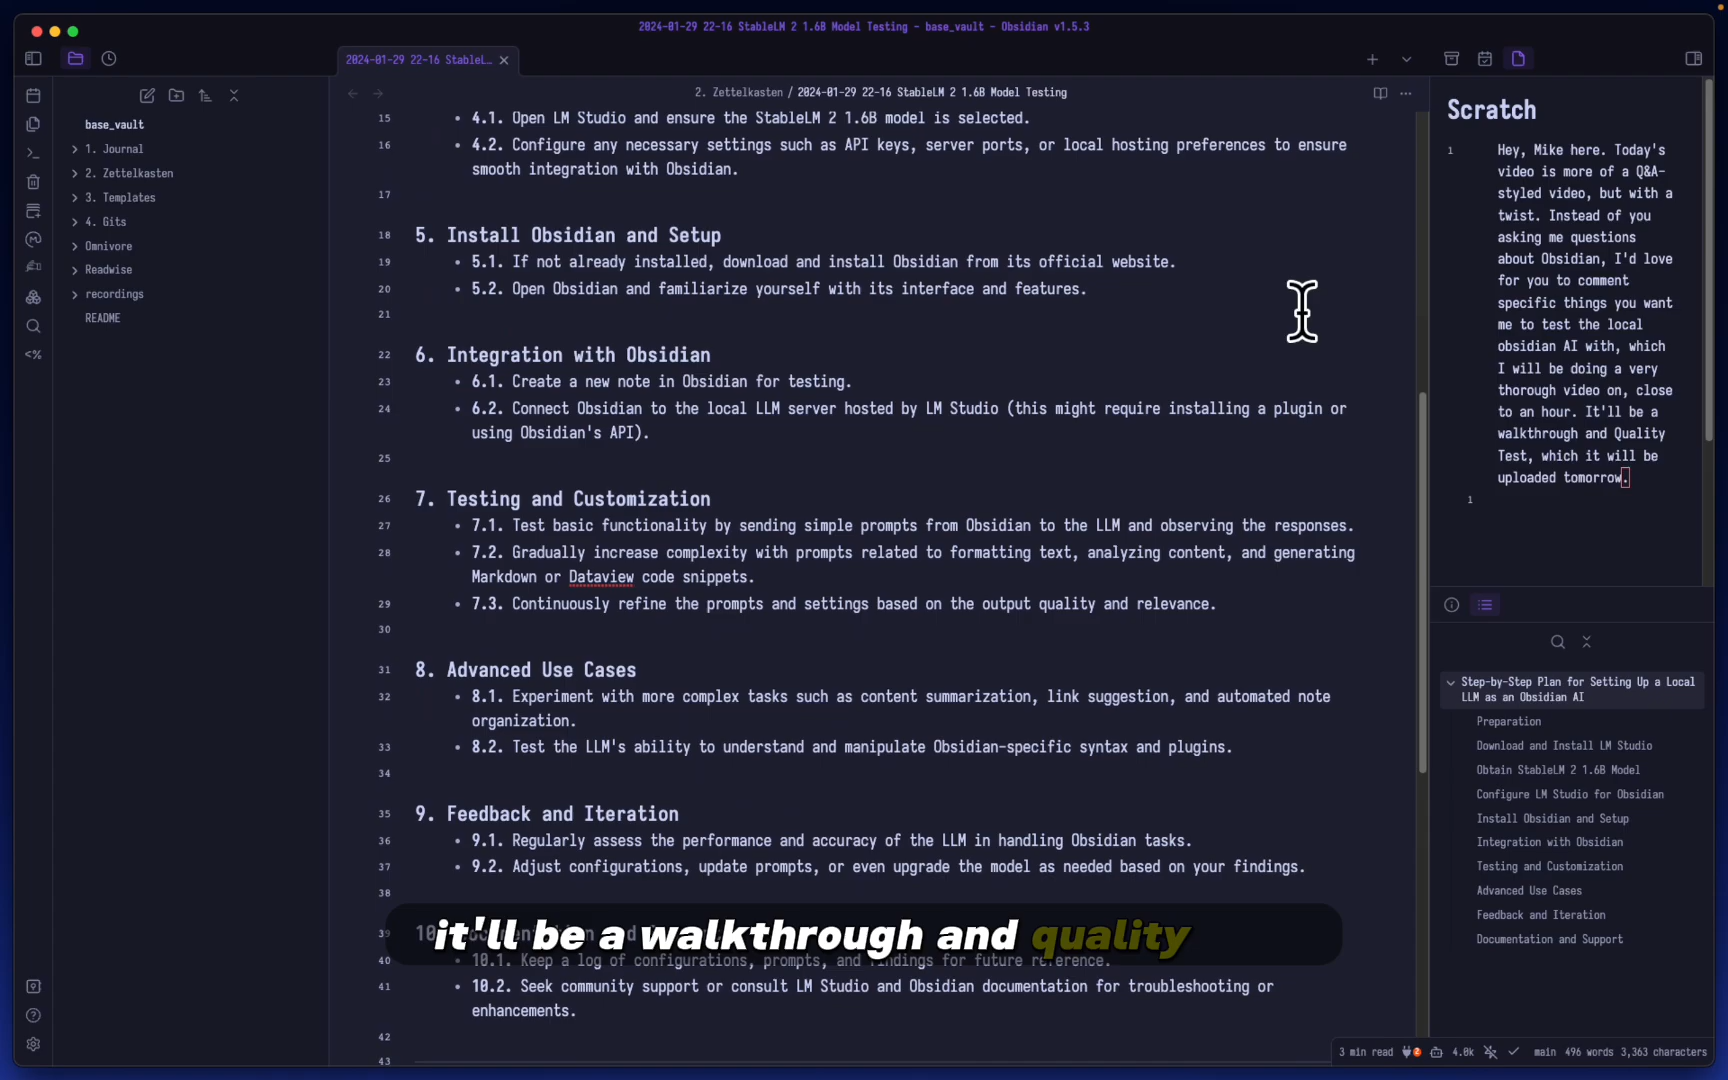 2024-01-29 22-16 StableLM 2 1.6B Model Testing - base_vault - Obsidian v1.5.3
2024-01-29 22-16 StableL…
2. Zettelkasten / 2024-01-29 22-16 StableLM 2 1.6B Model Testing
base_vault
1. Journal
2. Zettelkasten
3. Templates
4. Gits
Omnivore
Readwise
recordings
README
15 • 4.1. Open LM Studio and ensure the StableLM 2 1.6B model is selected.
16 • 4.2. Configure any necessary settings such as API keys, server ports, or local hosting preferences to ensure
smooth integration with Obsidian.
17
18 5. Install Obsidian and Setup
19 • 5.1. If not already installed, download and install Obsidian from its official website.
20 • 5.2. Open Obsidian and familiarize yourself with its interface and features.
21
22 6. Integration with Obsidian
23 • 6.1. Create a new note in Obsidian for testing.
24 • 6.2. Connect Obsidian to the local LLM server hosted by LM Studio (this might require installing a plugin or
using Obsidian's API).
25
26 7. Testing and Customization
27 • 7.1. Test basic functionality by sending simple prompts from Obsidian to the LLM and observing the responses.
28 • 7.2. Gradually increase complexity with prompts related to formatting text, analyzing content, and generating
Markdown or Dataview code snippets.
29 • 7.3. Continuously refine the prompts and settings based on the output quality and relevance.
30
31 8. Advanced Use Cases
32 • 8.1. Experiment with more complex tasks such as content summarization, link suggestion, and automated note
organization.
33 • 8.2. Test the LLM's ability to understand and manipulate Obsidian-specific syntax and plugins.
34
35 9. Feedback and Iteration
36 • 9.1. Regularly assess the performance and accuracy of the LLM in handling Obsidian tasks.
37 • 9.2. Adjust configurations, update prompts, or even upgrade the model as needed based on your findings.
38
39 10
it'll be a walkthrough and quality
40 10.1. Keep a log of configurations, prompts, and findings for future reference.
41 • 10.2. Seek community support or consult LM Studio and Obsidian documentation for troubleshooting or
enhancements.
42
43
Scratch
1 Hey, Mike here. Today's
video is more of a Q&A-
styled video, but with a
twist. Instead of you
asking me questions
about Obsidian, I'd love
for you to comment
specific things you want
me to test the local
obsidian AI with, which
I will be doing a very
thorough video on, close
to an hour. It'll be a
walkthrough and Quality
Test, which it will be
uploaded tomorrow.
1
Step-by-Step Plan for Setting Up a Local
LLM as an Obsidian AI
Preparation
Download and Install LM Studio
Obtain StableLM 2 1.6B Model
Configure LM Studio for Obsidian
Install Obsidian and Setup
Integration with Obsidian
Testing and Customization
Advanced Use Cases
Feedback and Iteration
Documentation and Support
3 min read 2 4.0k main 496 words 3,363 characters